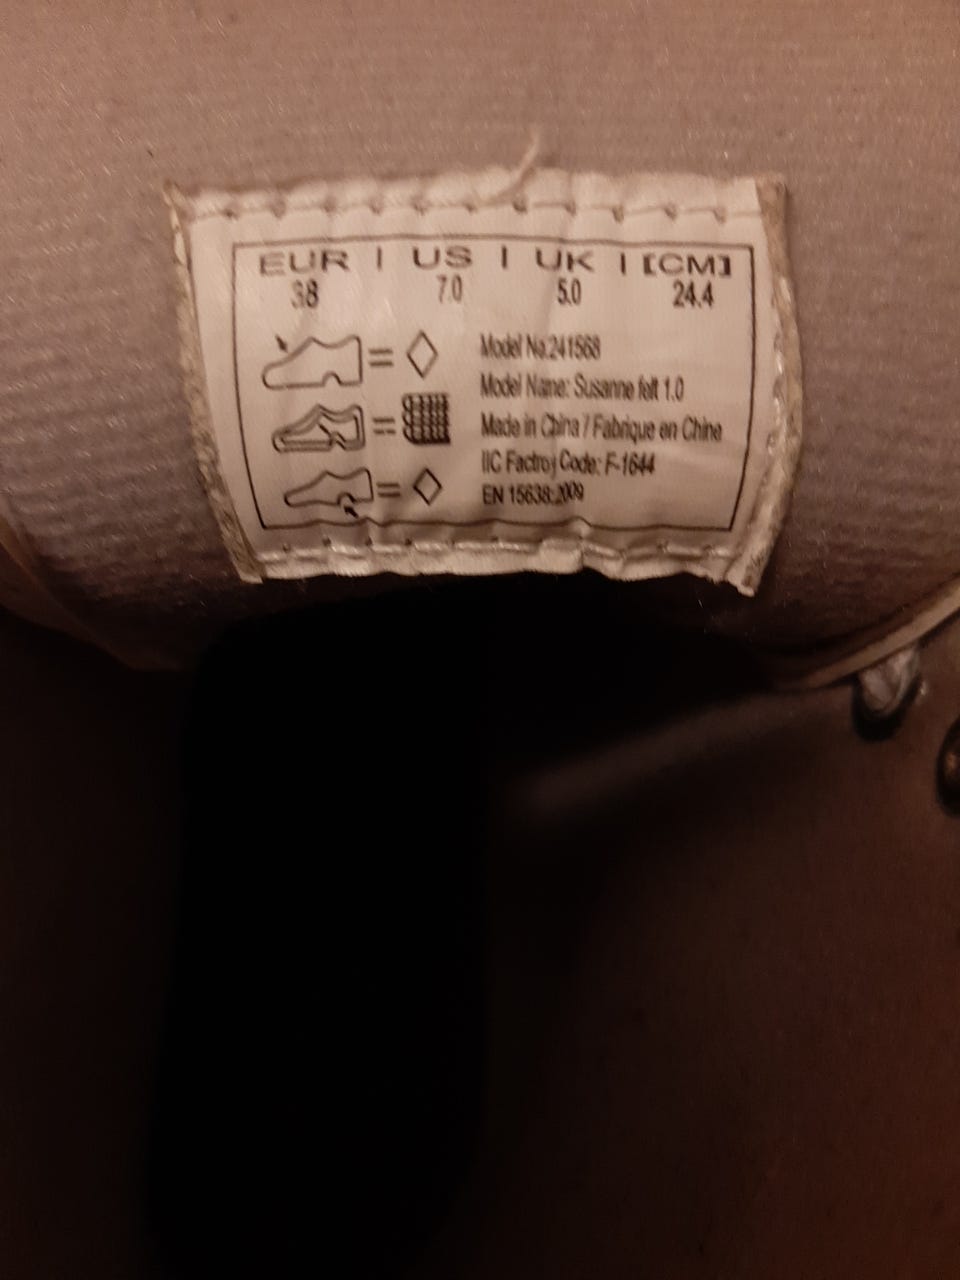 EUR | US | UK | [CM]
38 7.0 5.0 24.4
Model No:241568
Model Name: Susanne felt 1.0
Made in China / Fabrique en Chine
IIC Factroy Code: F-1644
EN 15638:2009